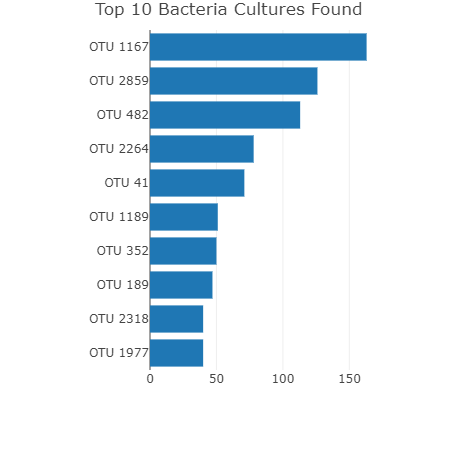 Top 10 Bacteria Cultures Found
OTU 1167
OTU 2859
OTU 482
OTU 2264
OTU 41
OTU 1189
OTU 352
OTU 189
OTU 2318
OTU 1977
0 50 100 150